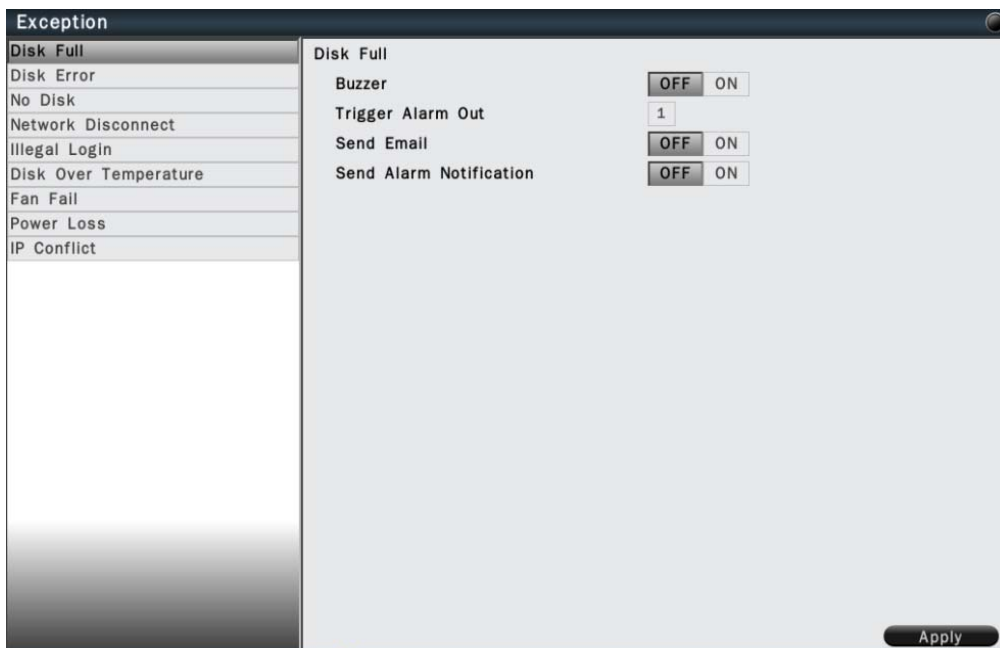 Exception
Disk Full
Disk Error
No Disk
Network Disconnect
Illegal Login
Disk Over Temperature
Fan Fail
Power Loss
IP Conflict
Disk Full
Buzzer OFF ON
Trigger Alarm Out 1
Send Email OFF ON
Send Alarm Notification OFF ON
Apply